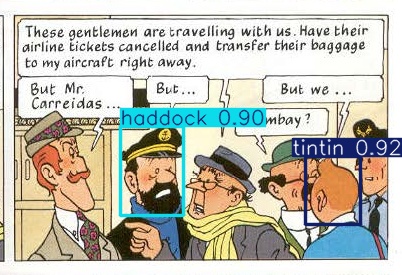 These gentlemen are travelling with us. Have their
airline tickets cancelled and transfer their baggage
to my aircraft right away.
But Mr.
Carreidas ...
But...
But we ...
haddock 0.90
mbay?
tintin 0.92